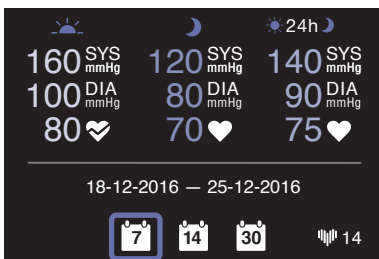 24h
160 SYS mmHg 120 SYS mmHg 140 SYS mmHg
100 DIA mmHg 80 DIA mmHg 90 DIA mmHg
80 70 75
18-12-2016 — 25-12-2016
7 14 30 14